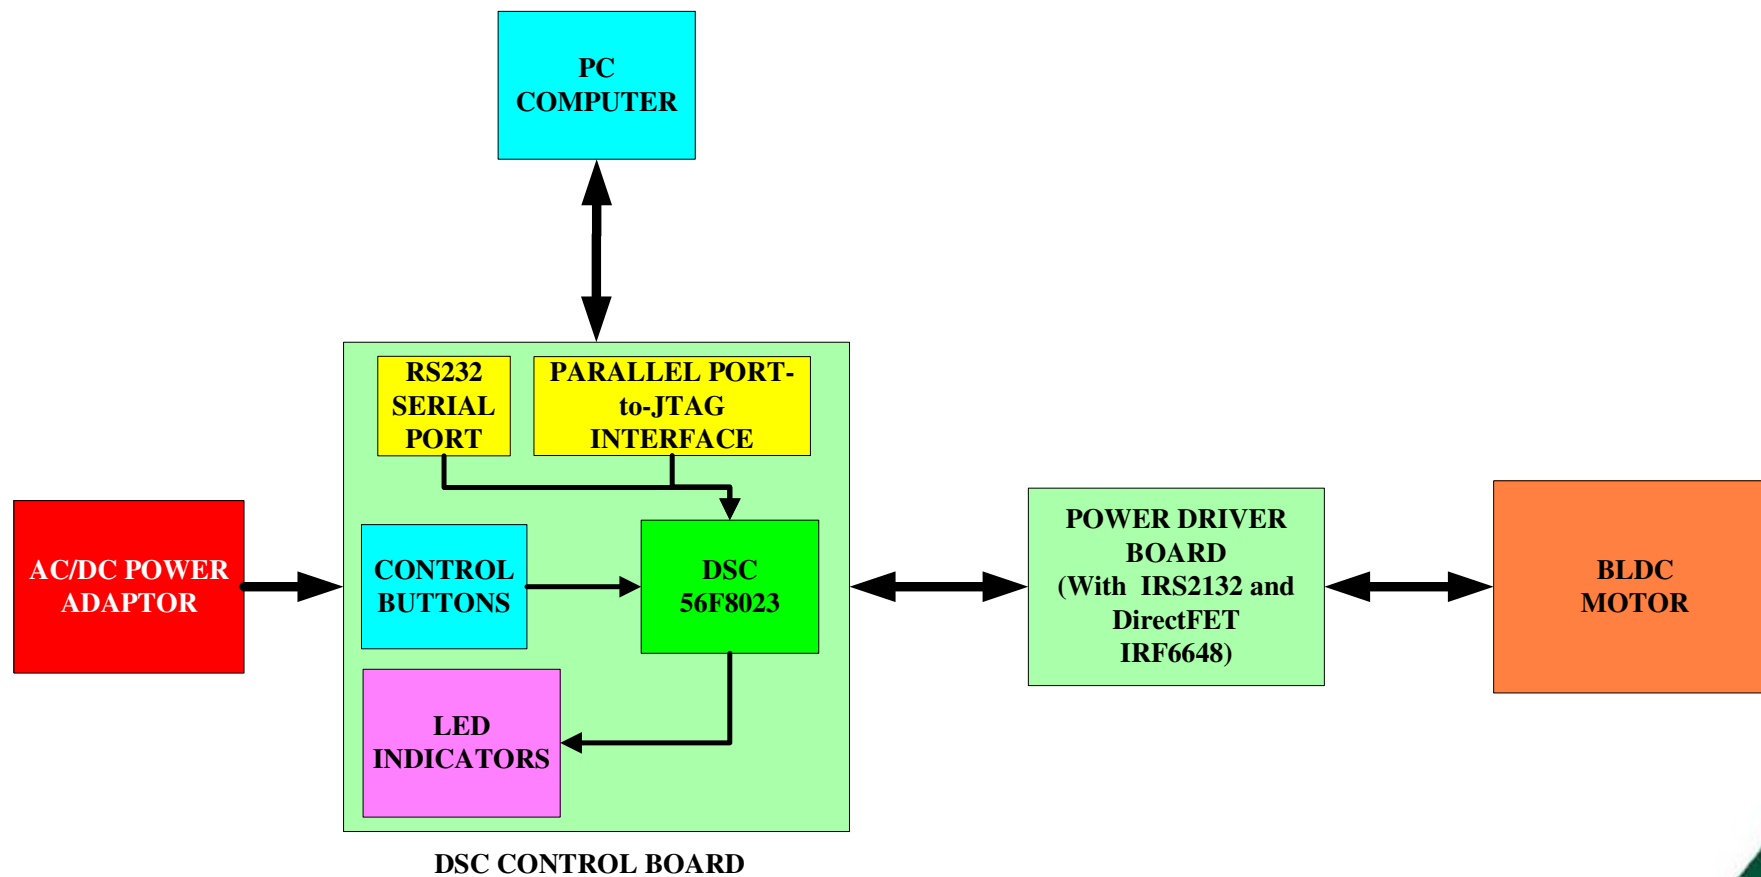 PC
COMPUTER
RS232
SERIAL
PORT
PARALLEL PORT-
to-JTAG
INTERFACE
AC/DC POWER
ADAPTOR
CONTROL
BUTTONS
DSC
56F8023
LED
INDICATORS
POWER DRIVER
BOARD
(With IRS2132 and
DirectFET
IRF6648)
BLDC
MOTOR
DSC CONTROL BOARD